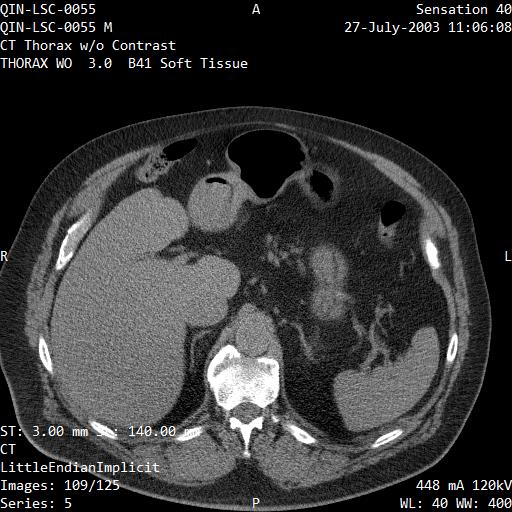 QIN-LSC-0055
A
Sensation 40
QIN-LSC-0055 M
27-July-2003 11:06:08
CT Thorax w/o Contrast
THORAX WO 3.0 B41 Soft Tissue
R
L
ST: 3.00 mm 140.00
CT
LittleEndianImplicit
Images: 109/125
448 mA 120kV
Series: 5
P
WL: 40 WW: 400